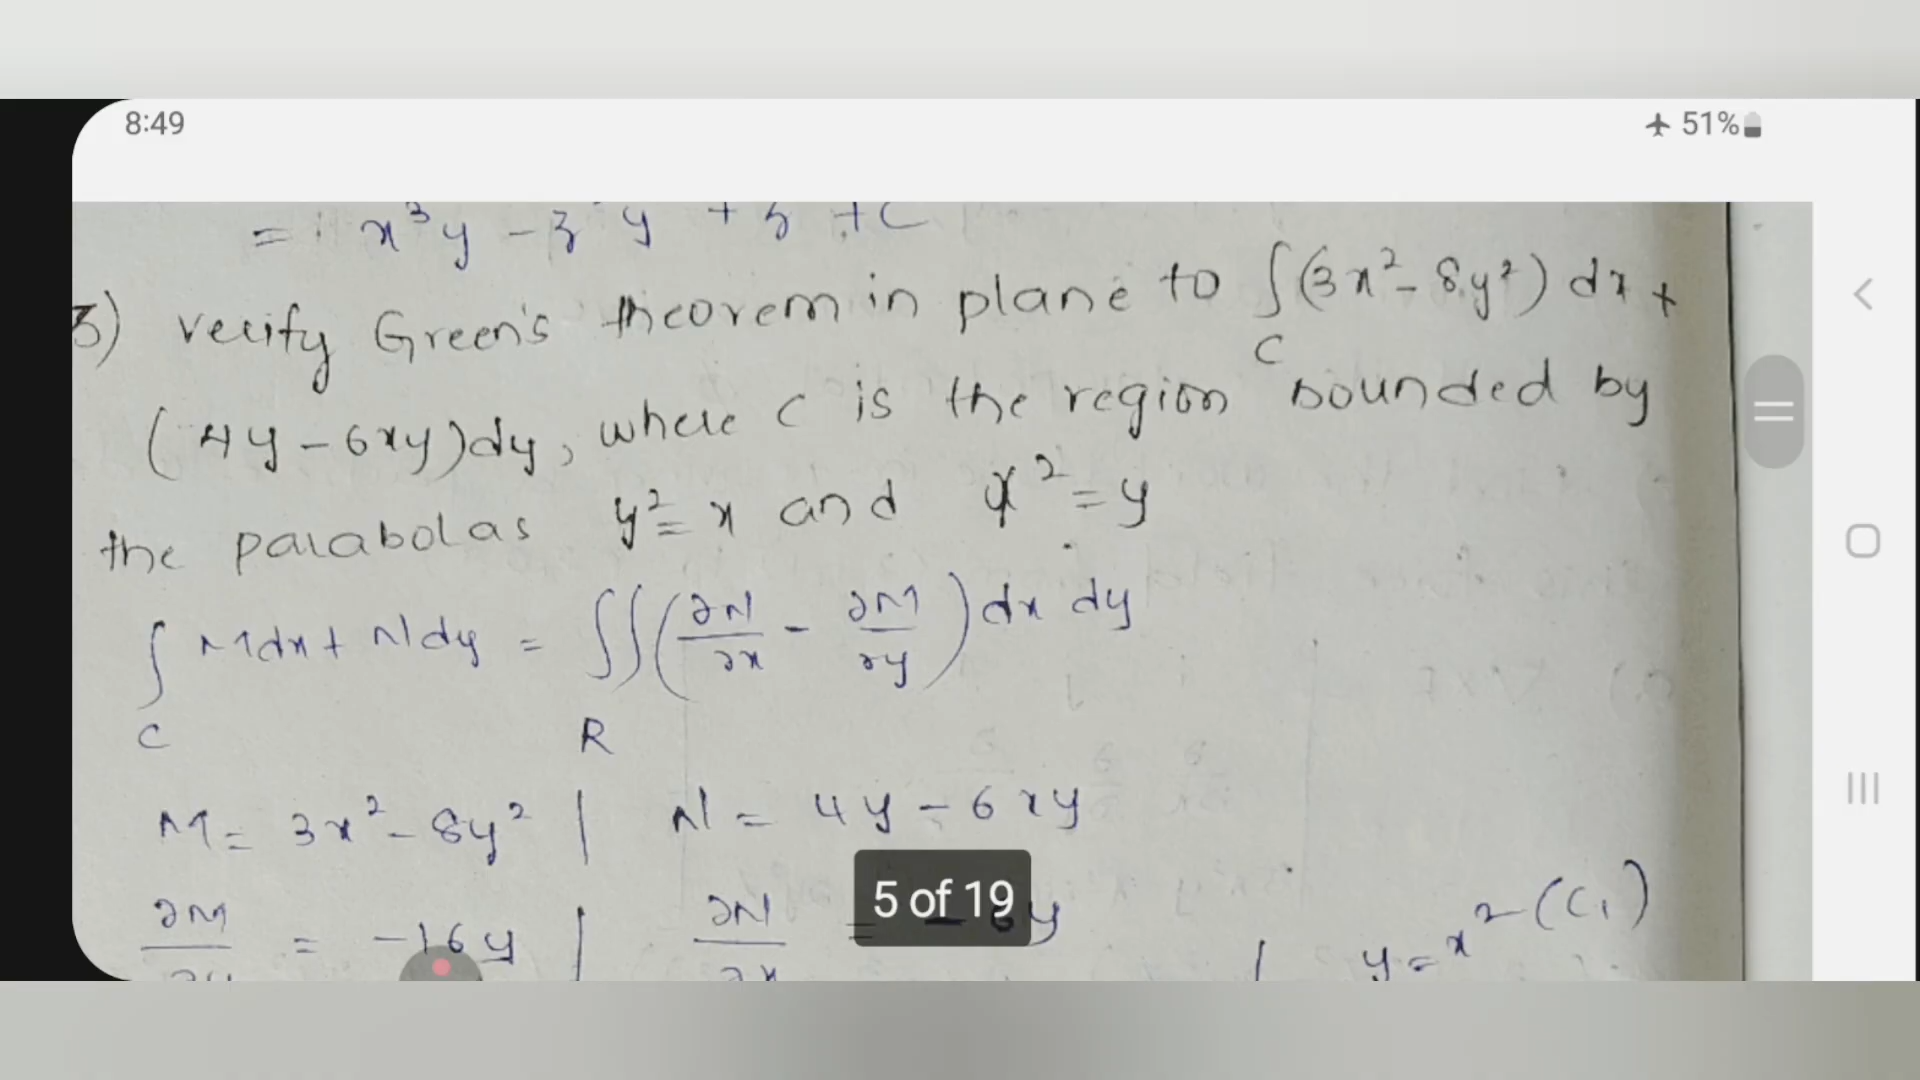 8:49
51%
= x³y - z²y + z + C
3) verify Green's theorem in plane to ∫ (3x² - 8y²) dx +
C
(4y - 6xy)dy, where C is the region bounded by
the parabolas y² = x and x² = y
∫ Mdx + Ndy = ∫∫ (∂N/∂x - ∂M/∂y) dx dy
C R
M = 3x² - 8y² | N = 4y - 6xy
5 of 19
∂M/∂y = -16y | ∂N/∂x = -6y
| y = x² - (C₁)